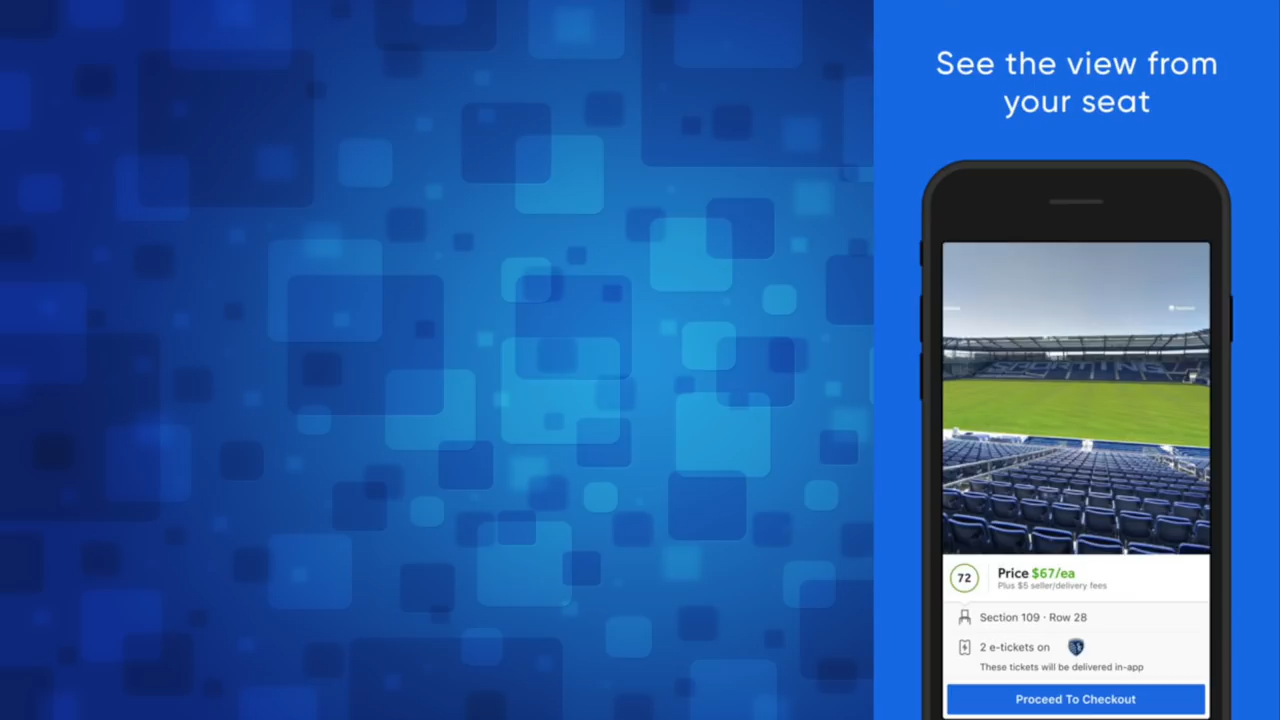 See the view from
your seat
72
Price $67/ea
Plus $5 seller/delivery fees
Section 109 · Row 28
2 e-tickets on
These tickets will be delivered in-app
Proceed To Checkout